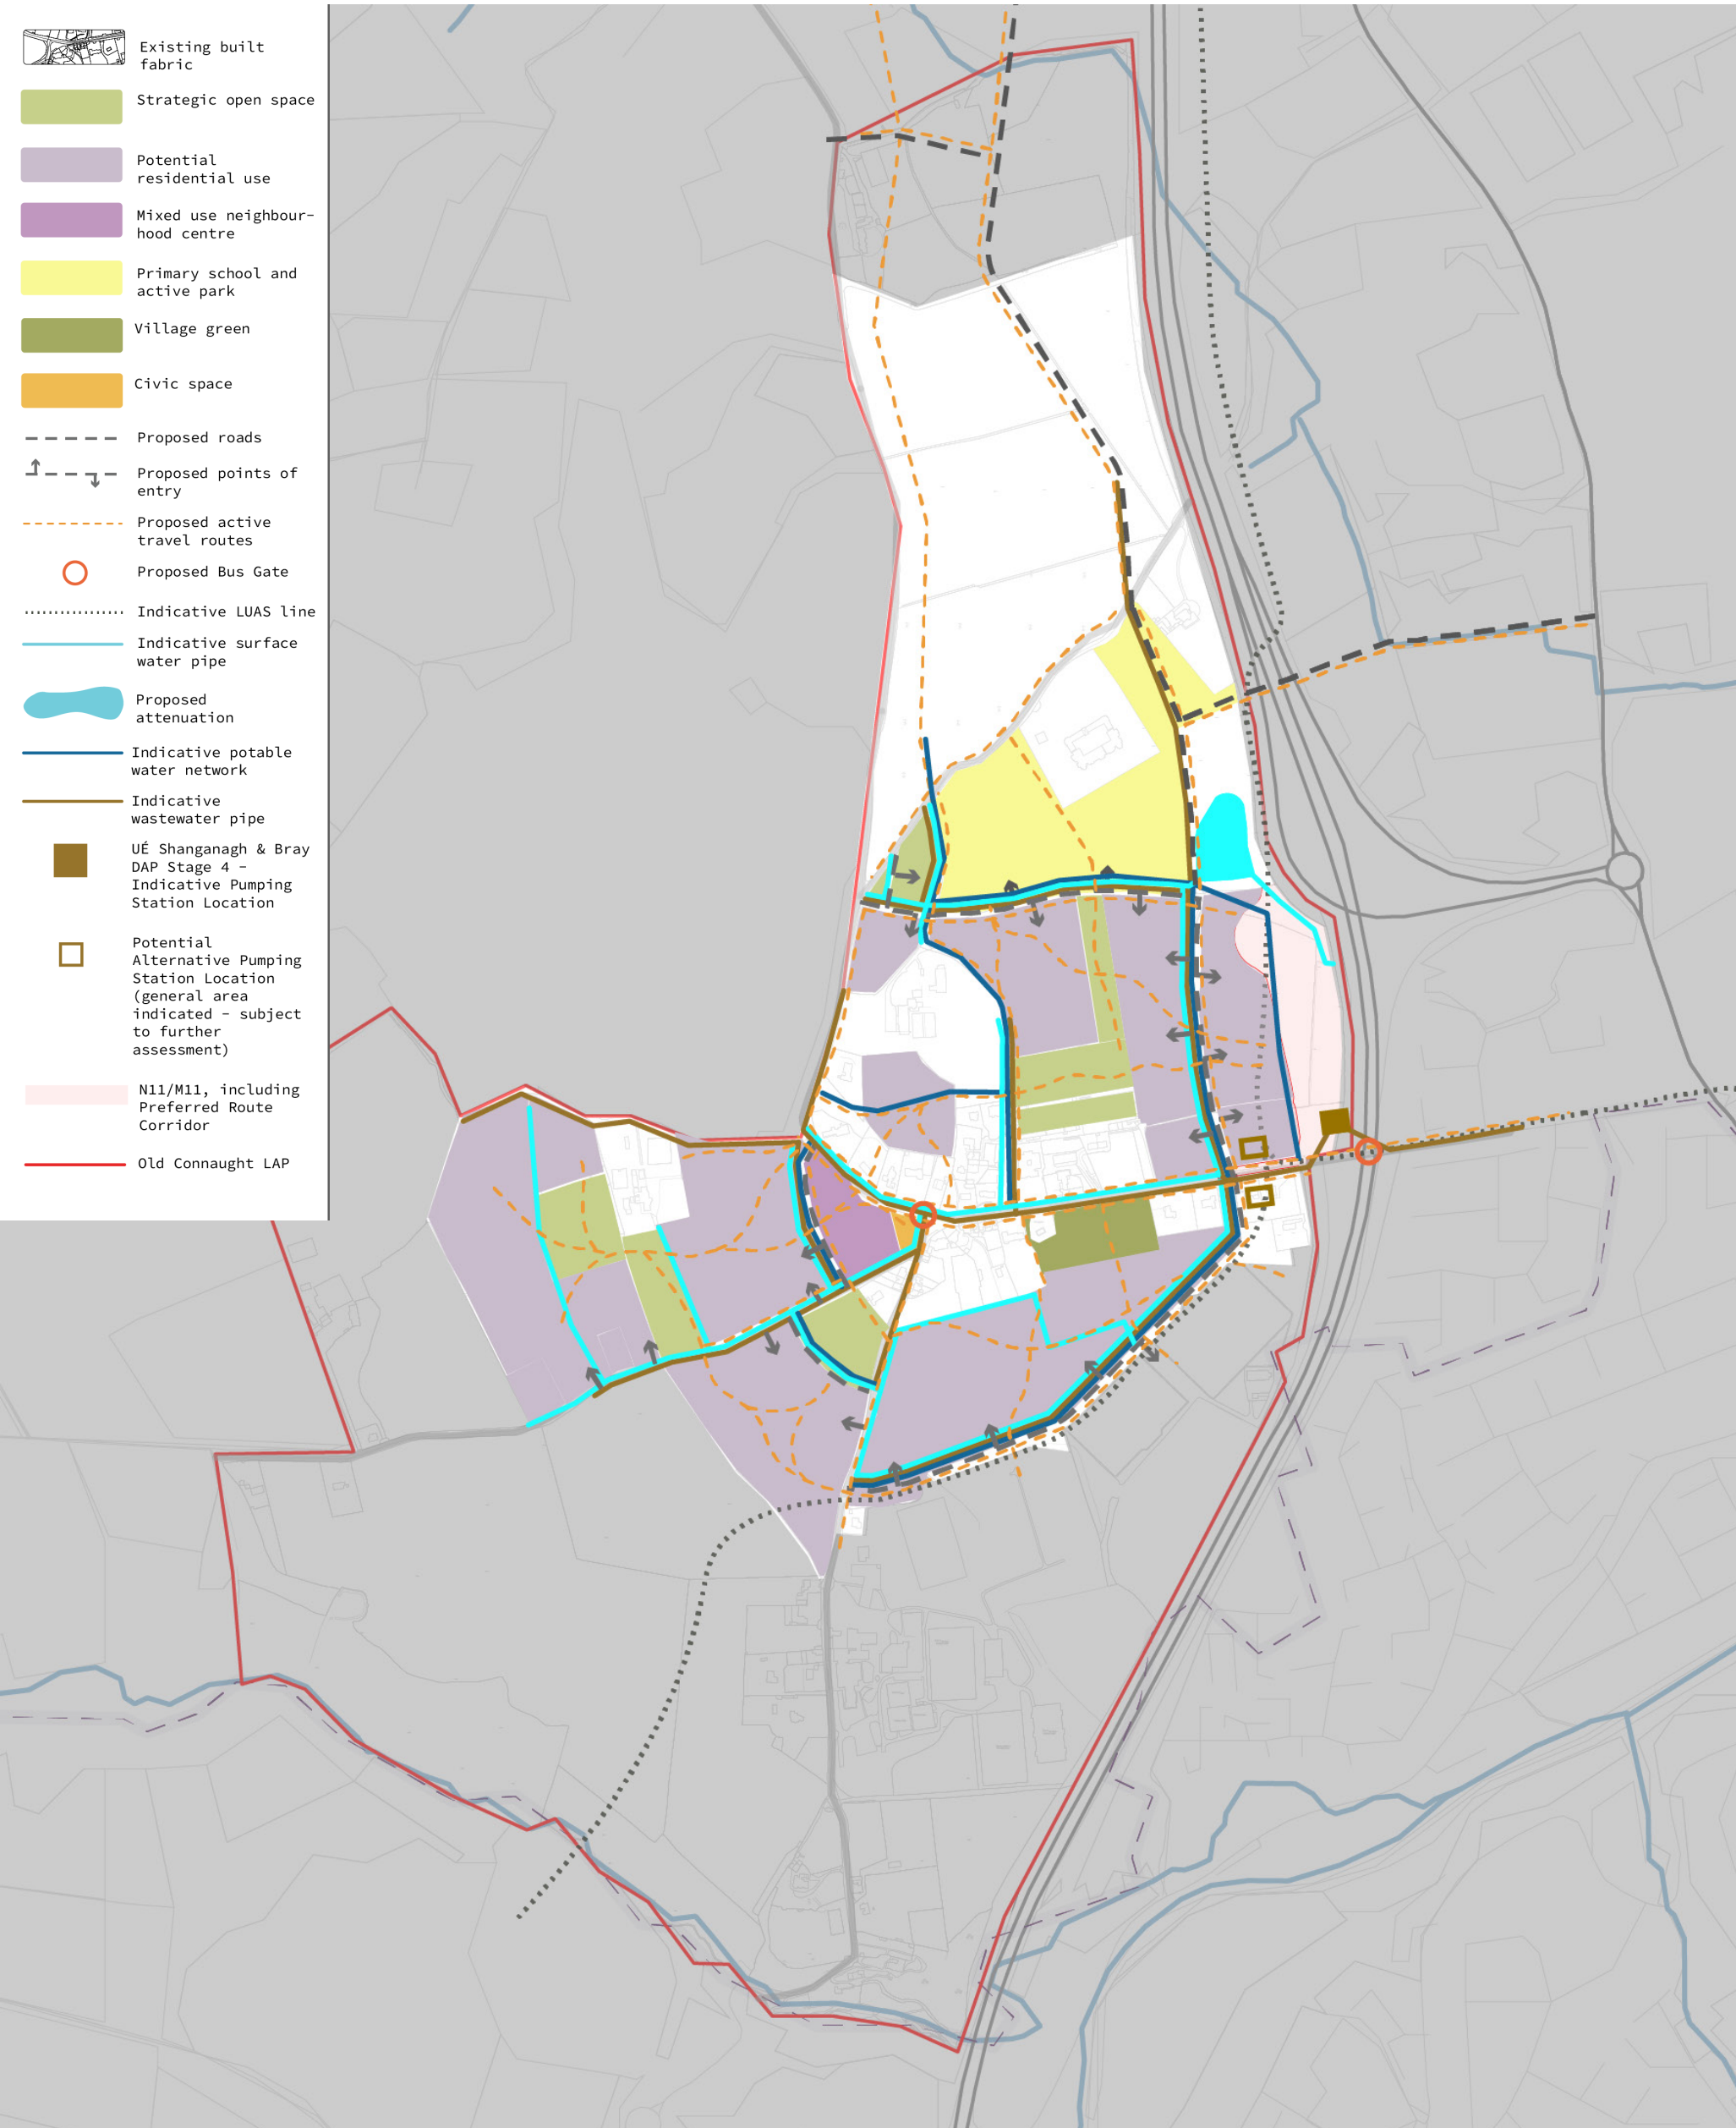 Existing built
fabric
Strategic open space
Potential
residential use
Mixed use neighbour-
hood centre
Primary school and
active park
Village green
Civic space
Proposed roads
Proposed points of
entry
Proposed active
travel routes
Proposed Bus Gate
Indicative LUAS line
Indicative surface
water pipe
Proposed
attenuation
Indicative potable
water network
Indicative
wastewater pipe
UÉ Shanganagh & Bray
DAP Stage 4 -
Indicative Pumping
Station Location
Potential
Alternative Pumping
Station Location
(general area
indicated - subject
to further
assessment)
N11/M11, including
Preferred Route
Corridor
Old Connaught LAP